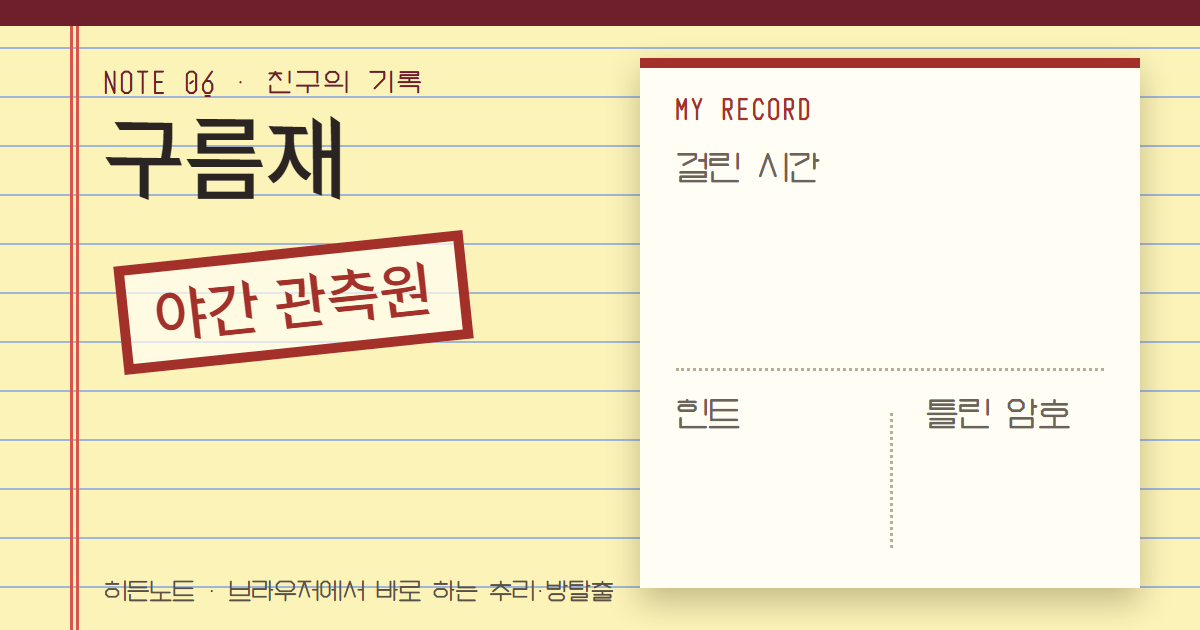 NOTE 06 · 친구의 기록
구름재
야간 관측원
히든노트 · 브라우저에서 바로 하는 추리·방탈출
MY RECORD
걸린 시간
힌트
틀린 암호